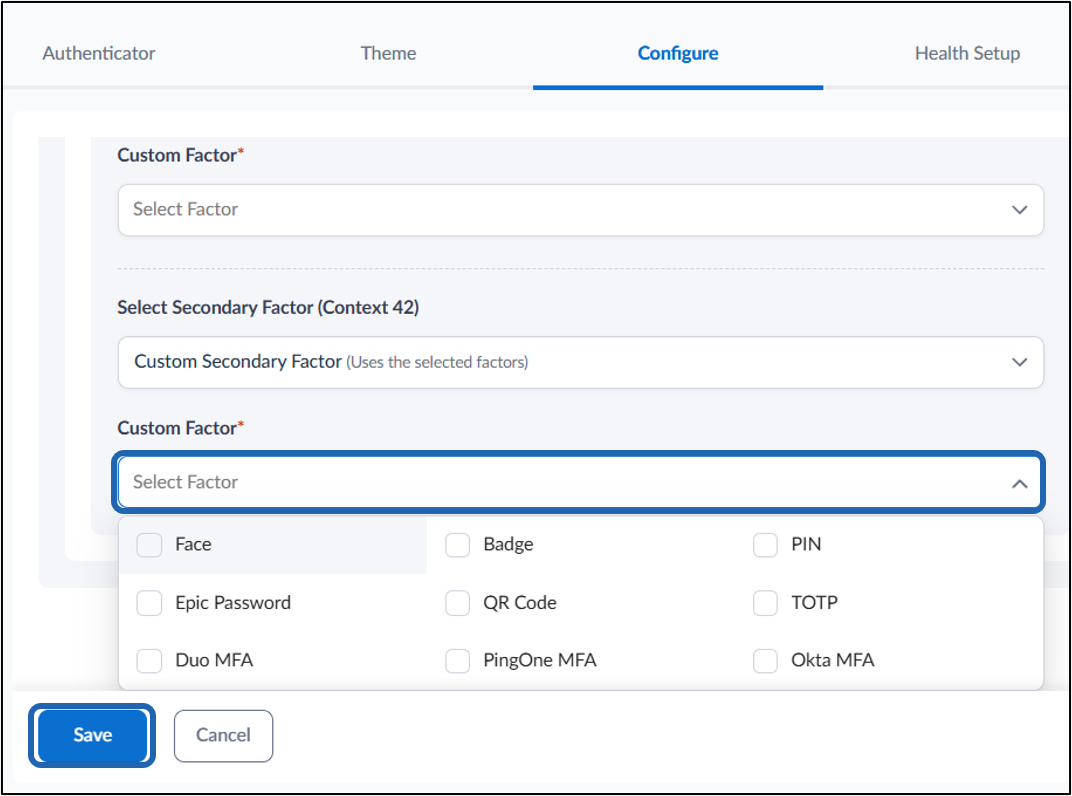 Authenticator Theme Configure Health Setup
Custom Factor*
Select Factor
Select Secondary Factor (Context 42)
Custom Secondary Factor (Uses the selected factors)
Custom Factor*
Select Factor
Face Badge PIN
Epic Password QR Code TOTP
Duo MFA PingOne MFA Okta MFA
Save Cancel